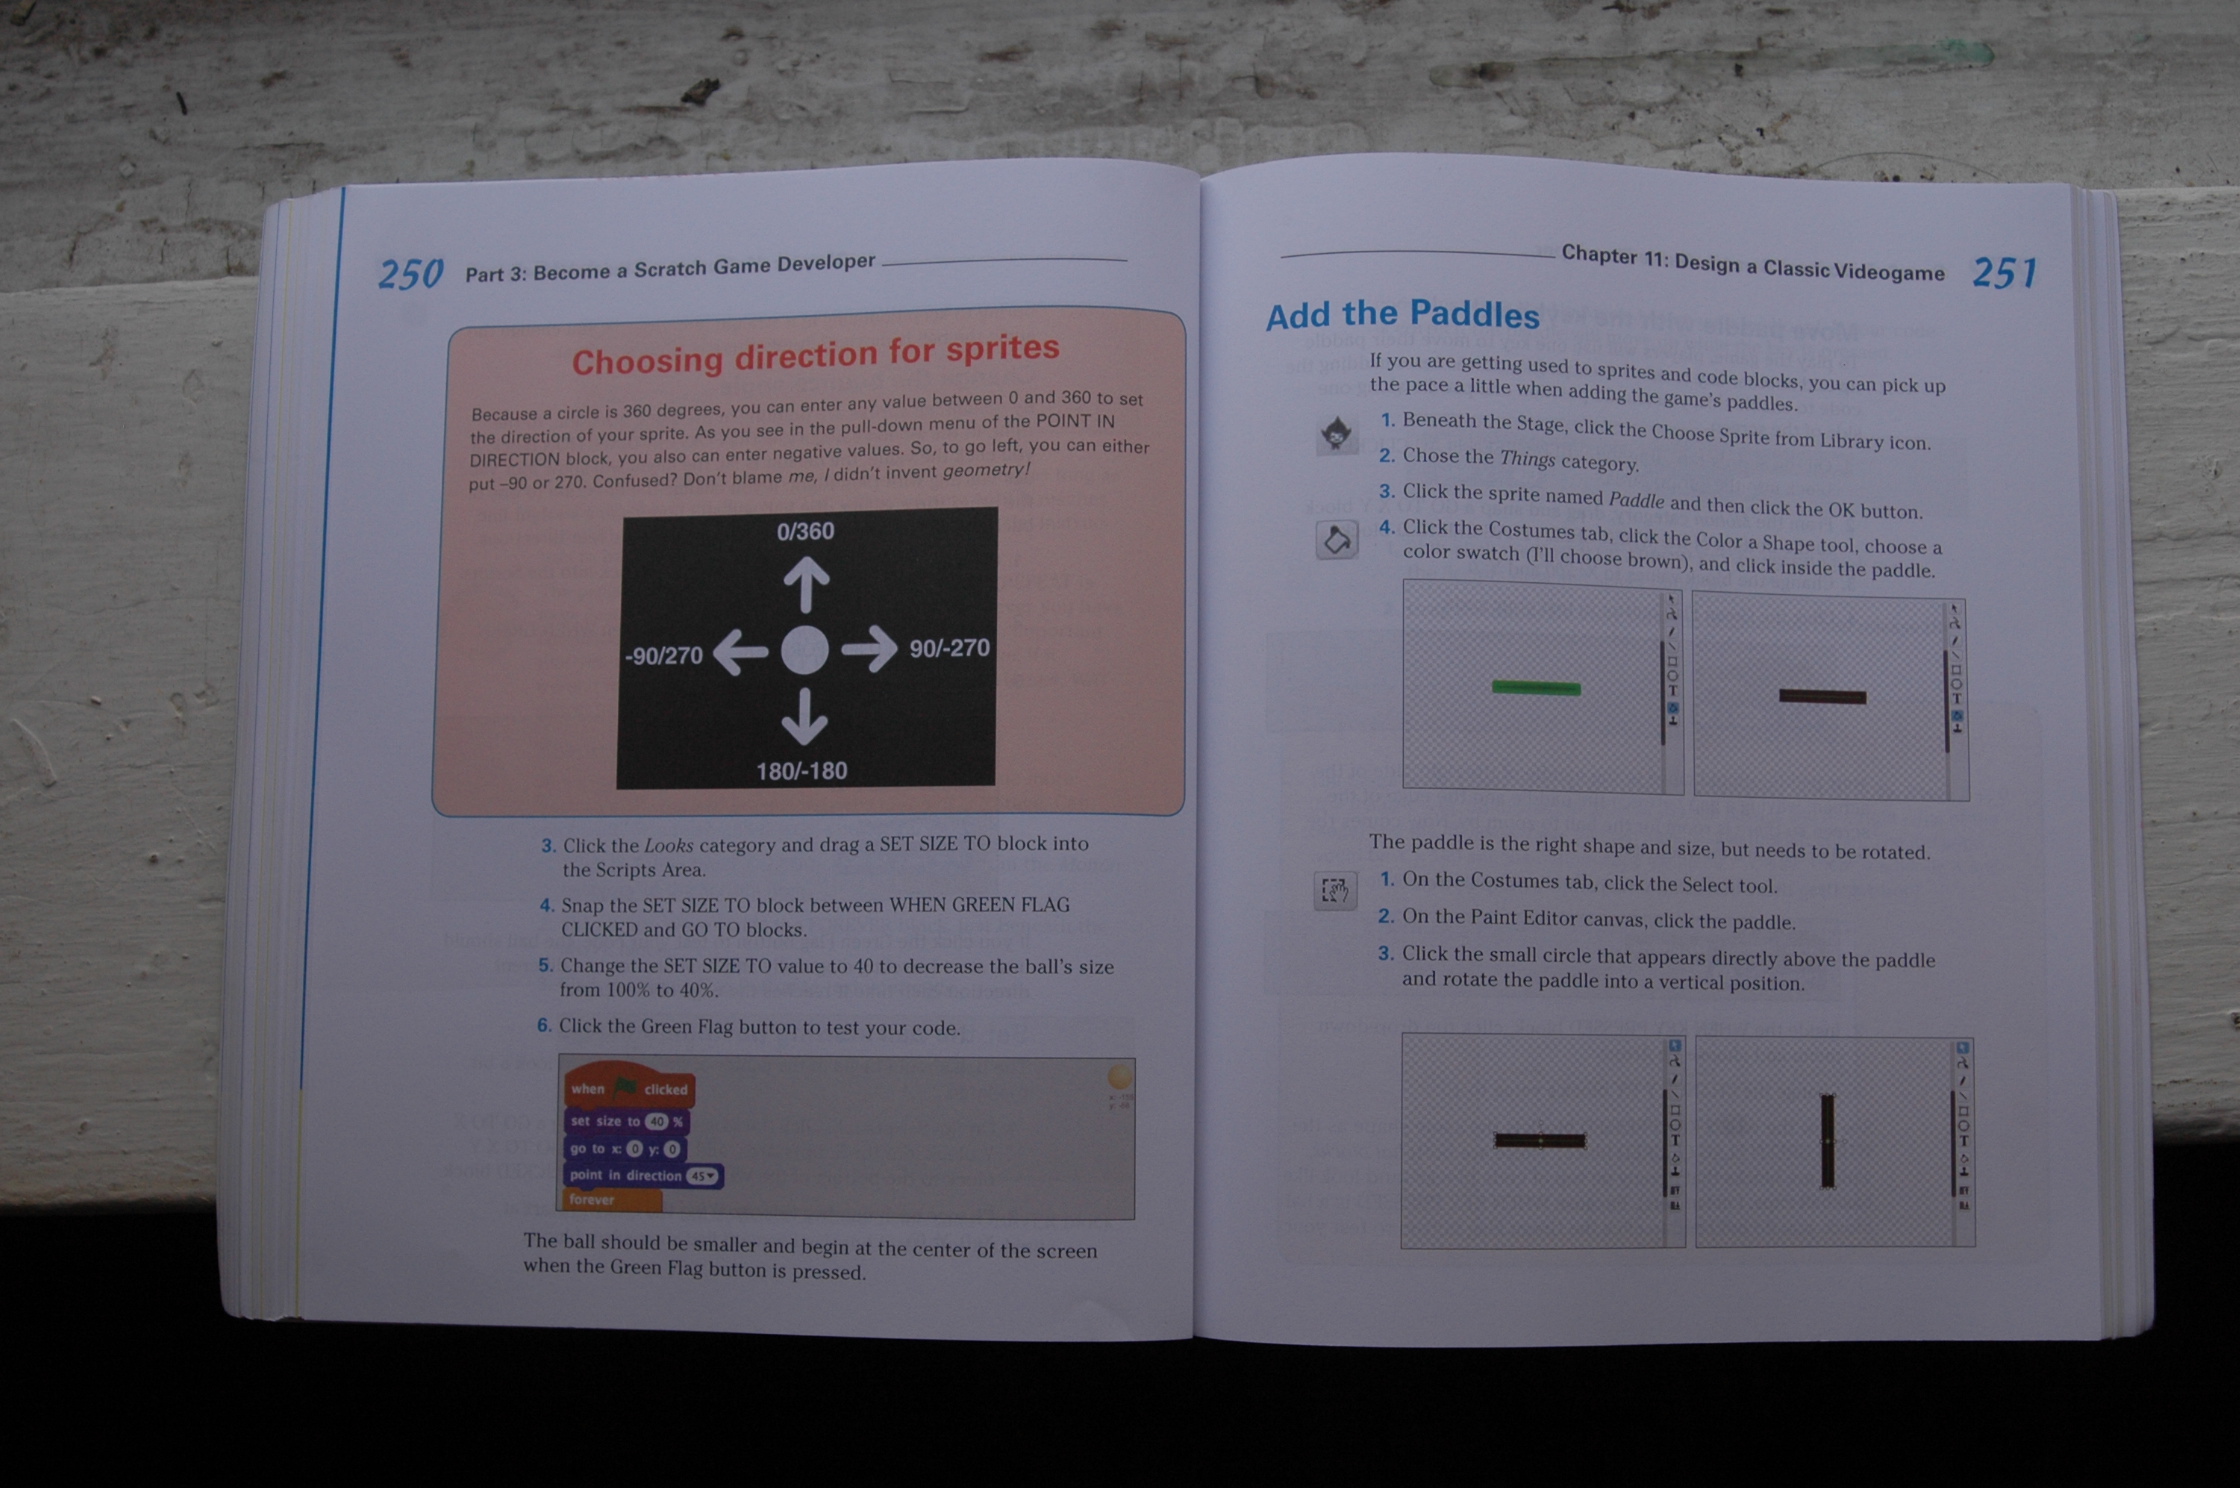 250 Part 3: Become a Scratch Game Developer
Choosing direction for sprites
Because a circle is 360 degrees, you can enter any value between 0 and 360 to set
the direction of your sprite. As you see in the pull-down menu of the POINT IN
DIRECTION block, you also can enter negative values. So, to go left, you can either
put –90 or 270. Confused? Don't blame me, I didn't invent geometry!
0/360
-90/270
90/-270
180/-180
3. Click the Looks category and drag a SET SIZE TO block into
the Scripts Area.
4. Snap the SET SIZE TO block between WHEN GREEN FLAG
CLICKED and GO TO blocks.
5. Change the SET SIZE TO value to 40 to decrease the ball's size
from 100% to 40%.
6. Click the Green Flag button to test your code.
when clicked
set size to 40 %
go to x: 0 y: 0
point in direction 45
forever
The ball should be smaller and begin at the center of the screen
when the Green Flag button is pressed.
Chapter 11: Design a Classic Videogame 251
Add the Paddles
If you are getting used to sprites and code blocks, you can pick up
the pace a little when adding the game's paddles.
1. Beneath the Stage, click the Choose Sprite from Library icon.
2. Chose the Things category.
3. Click the sprite named Paddle and then click the OK button.
4. Click the Costumes tab, click the Color a Shape tool, choose a
color swatch (I'll choose brown), and click inside the paddle.
T
T
The paddle is the right shape and size, but needs to be rotated.
1. On the Costumes tab, click the Select tool.
2. On the Paint Editor canvas, click the paddle.
3. Click the small circle that appears directly above the paddle
and rotate the paddle into a vertical position.
T
T